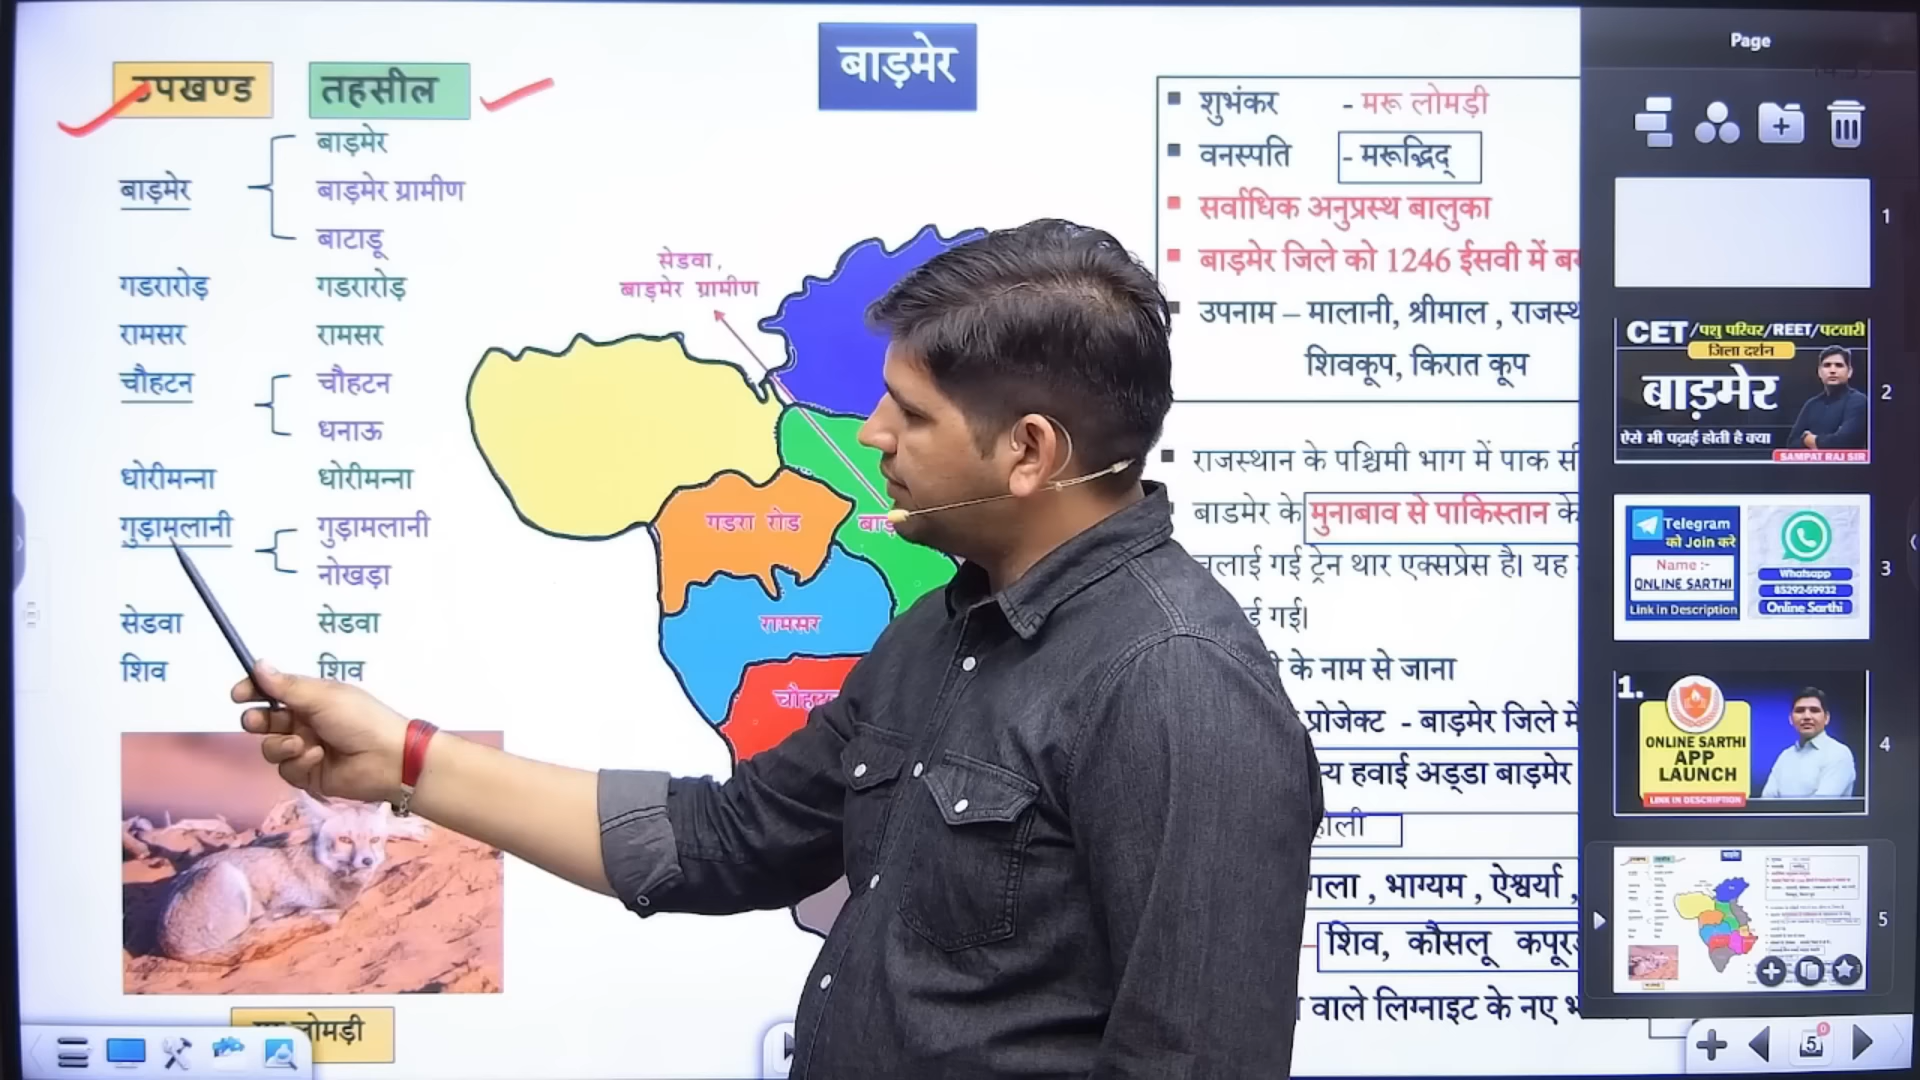 बाड़मेर
उपखण्ड
तहसील
बाड़मेर
बाड़मेर
बाड़मेर ग्रामीण
बाटाडू
गडरारोड़
गडरारोड़
रामसर
रामसर
चौहटन
चौहटन
धनाऊ
धोरीमन्ना
धोरीमन्ना
गुड़ामलानी
गुड़ामलानी
नोखड़ा
सेडवा
सेडवा
शिव
शिव
लोमड़ी
सेडवा,
बाड़मेर ग्रामीण
गडरा रोड
रामसर
शुभंकर - मरू लोमड़ी
वनस्पति - मरूद्भिद्
सर्वाधिक अनुप्रस्थ बालुका
बाड़मेर जिले को 1246 ईसवी में
उपनाम – मालानी, श्रीमाल ,
शिवकूप, किरात कूप
राजस्थान के पश्चिमी भाग में पाक
बाडमेर के मुनाबाव से पाकिस्तान के
गई ट्रेन थार एक्सप्रेस है। यह
गई।
के नाम से जाना
प्रोजेक्ट - बाड़मेर जिले में
हवाई अड्डा बाड़मेर
भाग्यम , ऐश्वर्या ,
शिव, कौसलू
वाले लिग्नाइट के नए
Page
1
CET/पशु परिचर/REET/पटवारी
जिला दर्शन
बाड़मेर
ऐसे भी पढ़ाई होती है क्या
SAMPAT RAJ SIR
2
Telegram
को Join करे
Name :-
ONLINE SARTHI
Link in Description
Whatsapp
85292-59932
Online Sarthi
3
1.
ONLINE SARTHI
APP
LAUNCH
LINK IN DESCRIPTION
4
5
5
0